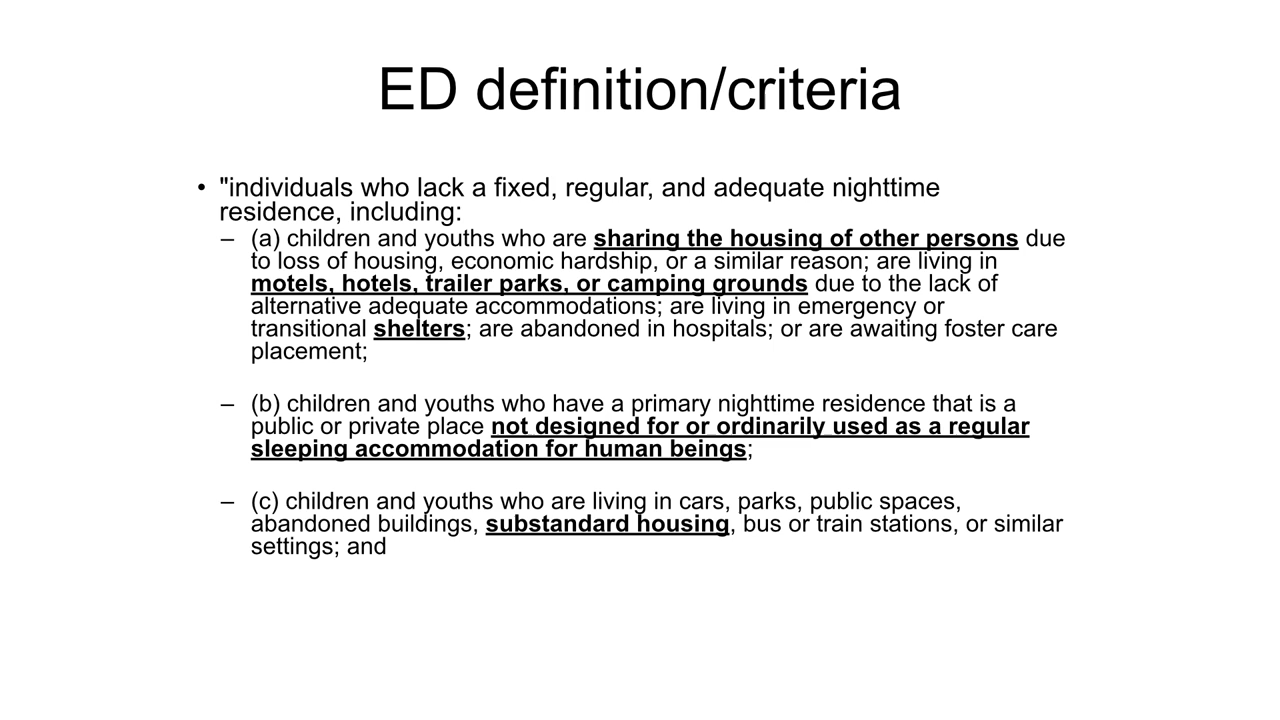 ED definition/criteria
• "individuals who lack a fixed, regular, and adequate nighttime
residence, including:
– (a) children and youths who are sharing the housing of other persons due
to loss of housing, economic hardship, or a similar reason; are living in
motels, hotels, trailer parks, or camping grounds due to the lack of
alternative adequate accommodations; are living in emergency or
transitional shelters; are abandoned in hospitals; or are awaiting foster care
placement;
– (b) children and youths who have a primary nighttime residence that is a
public or private place not designed for or ordinarily used as a regular
sleeping accommodation for human beings;
– (c) children and youths who are living in cars, parks, public spaces,
abandoned buildings, substandard housing, bus or train stations, or similar
settings; and